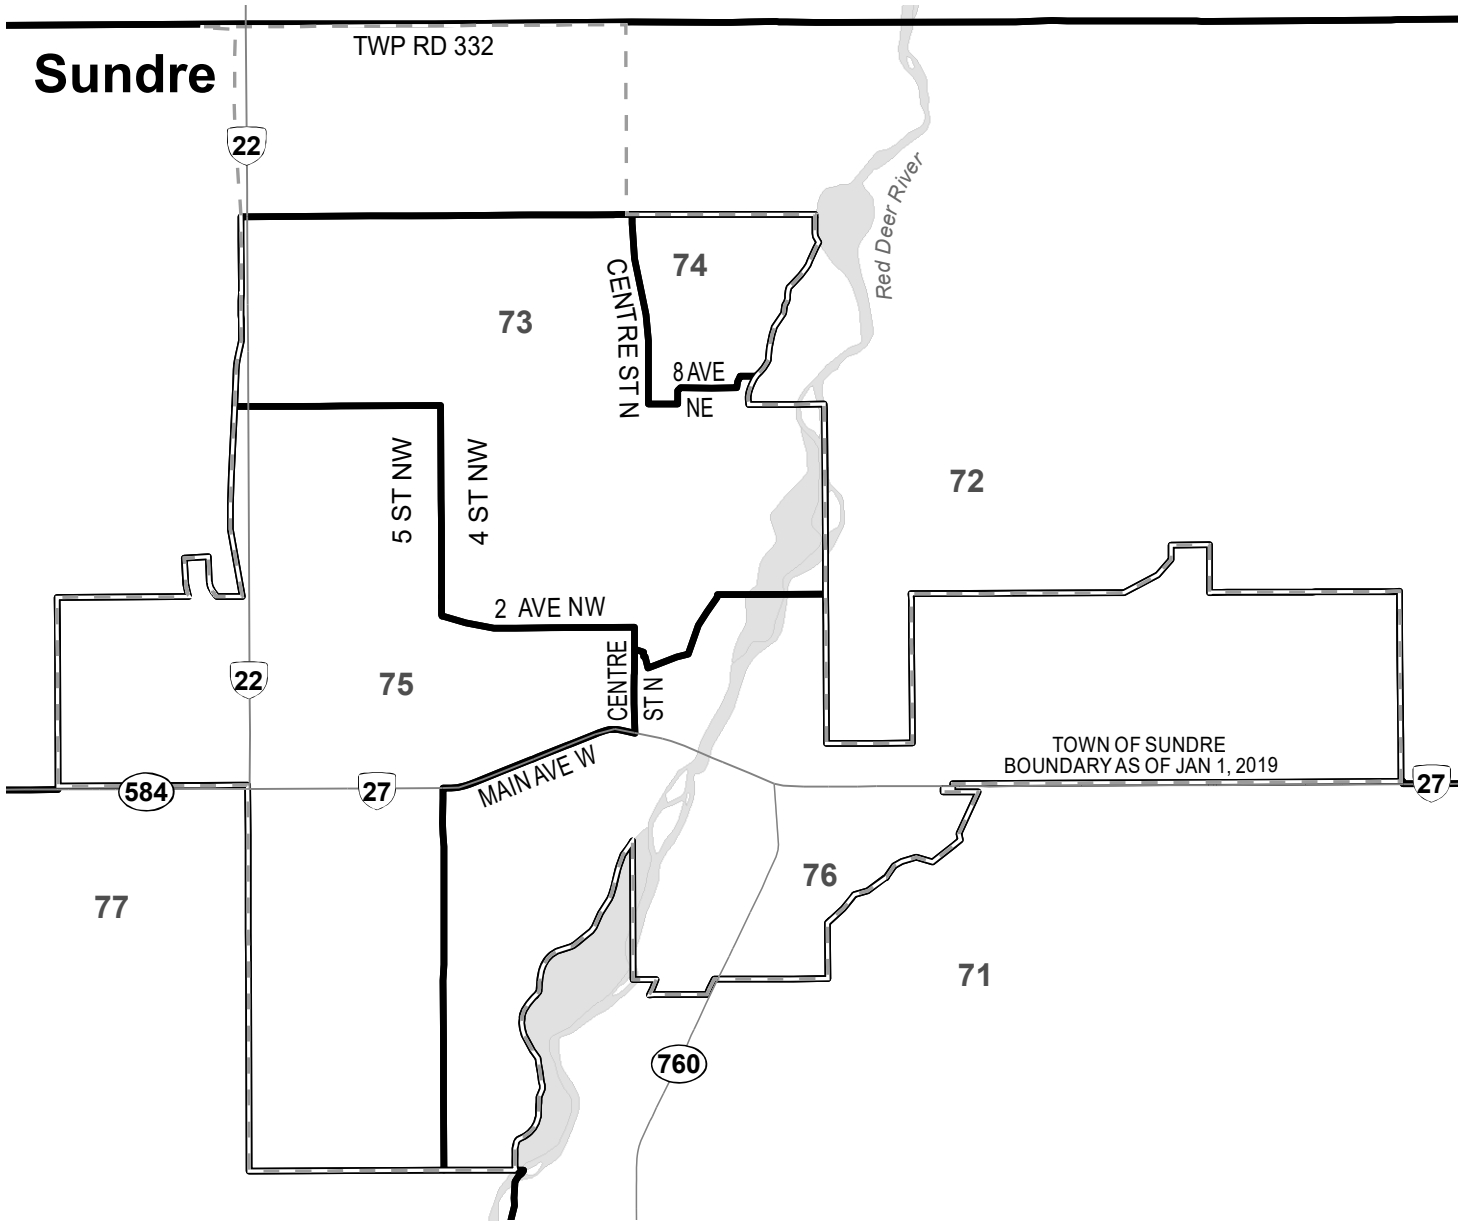 TWP RD 332
Sundre
22
Red Deer River
74
CENTRE ST N
73
8 AVE
NE
5 ST NW
4 ST NW
72
2 AVE NW
CENTRE
ST N
22
75
TOWN OF SUNDRE
BOUNDARY AS OF JAN 1, 2019
MAIN AVE W
584
27
27
76
77
71
760